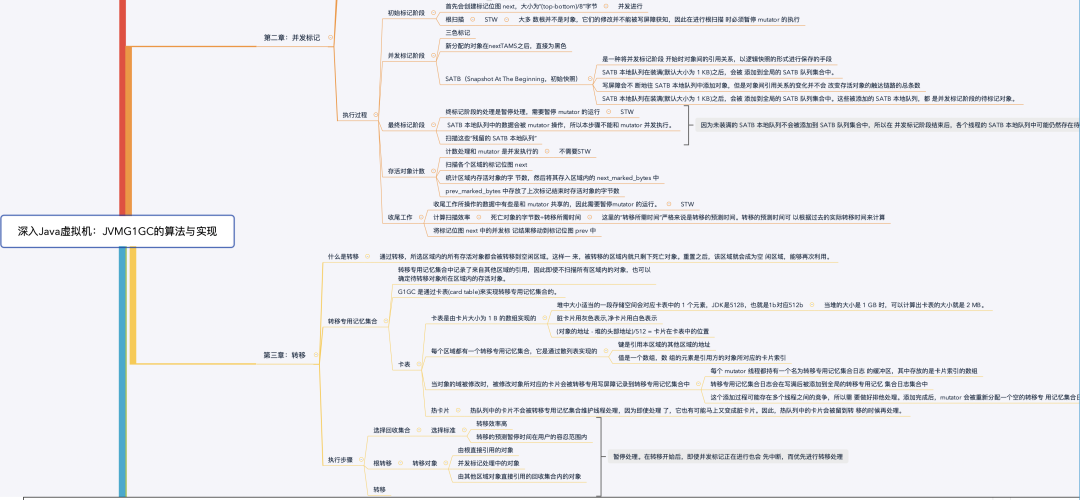 首先会创建标记位图 next，大小为"(top-bottom)/8"字节
并发进行
初始标记阶段
根扫描
STW
大多 数根并不是对象，它们的修改并不能被写屏障获知，因此在进行根扫描 时必须暂停 mutator 的执行
第二章：并发标记
三色标记
新分配的对象在nextTAMS之后，直接为黑色
并发标记阶段
是一种将并发标记阶段 开始时对象间的引用关系，以逻辑快照的形式进行保存的手段
SATB 本地队列在装满(默认大小为 1 KB)之后，会被 添加到全局的 SATB 队列集合中。
SATB（Snapshot At The Beginning，初始快照）
写屏障会不 断地往 SATB 本地队列中添加对象，但是对象间引用关系的变化并不会 改变存活对象的触达链路的总条数
SATB 本地队列在装满(默认大小为 1 KB)之后，会被 添加到全局的 SATB 队列集合中。这些被添加的 SATB 本地队列，都 是并发标记阶段的待标记对象。
执行过程
终标记阶段的处理是暂停处理，需要暂停 mutator 的运行
STW
最终标记阶段
SATB 本地队列中的数据会被 mutator 操作，所以本步骤不能和 mutator 并发执行。
因为未装满的 SATB 本地队列不会被添加到 SATB 队列集合中，所以在 并发标记阶段结束后，各个线程的 SATB 本地队列中可能仍然存在待
扫描这些"残留的 SATB 本地队列"
计数处理和 mutator 是并发执行的
不需要STW
扫描各个区域的标记位图 next
存活对象计数
统计区域内存活对象的字 节数，然后将其存入区域内的 next_marked_bytes 中
prev_marked_bytes 中存放了上次标记结束时存活对象的字节数
收尾工作所操作的数据中有些是和 mutator 共享的，因此需要暂停mutator 的运行。
STW
收尾工作
计算扫描效率
死亡对象的字节数÷转移所需时间
这里的"转移所需时间"严格来说是转移的预测时间。转移的预测时间可 以根据过去的实际转移时间来计算
将标记位图 next 中的并发标 记结果移动到标记位图 prev 中
深入Java虚拟机：JVMG1GC的算法与实现
什么是转移
通过转移，所选区域内的所有存活对象都会被转移到空闲区域。这样一 来，被转移的区域内就只剩下死亡对象。重置之后，该区域就会成为空 闲区域，能够再次利用。
转移专用记忆集合中记录了来自其他区域的引用，因此即使不扫描所有区域内的对象，也可以
确定待转移对象所在区域内的存活对象。
G1GC 是通过卡表(card table)来实现转移专用记忆集合的。
转移专用记忆集合
堆中大小适当的一段存储空间会对应卡表中的 1 个元素，JDK是512B，也就是1b对应512b
当堆的大小是 1 GB 时，可以计算出卡表的大小就是 2 MB。
卡表是由卡片大小为 1 B 的数组实现的
脏卡片用灰色表示,净卡片用白色表示
(对象的地址 - 堆的头部地址)/512 = 卡片在卡表中的位置
每个区域都有一个转移专用记忆集合，它是通过散列表实现的
键是引用本区域的其他区域的地址
值是一个数组，数 组的元素是引用方的对象所对应的卡片索引
第三章：转移
卡表
每个 mutator 线程都持有一个名为转移专用记忆集合日志 的缓冲区，其中存放的是卡片索引的数组
当对象的域被修改时，被修改对象所对应的卡片会被转移专用写屏障记录到转移专用记忆集合中
转移专用记忆集合日志会在写满后被添加到全局的转移专用记忆 集合日志集合中
这个添加过程可能存在多个线程之间的竞争，所以需 要做好排他处理。添加完成后，mutator 会被重新分配一个空的转移专 用记忆集合日
热卡片
热队列中的卡片不会被转移专用记忆集合维护线程处理，因为即使处理 了，它也有可能马上又变成脏卡片。因此，热队列中的卡片会被留到转 移的时候再处理。
转移效率高
选择回收集合
选择标准
转移的预测暂停时间在用户的容忍范围内
执行步骤
由根直接引用的对象
暂停处理。在转移开始后，即使并发标记正在进行也会 先中断，而优先进行转移处理
根转移
转移对象
并发标记处理中的对象
由其他区域对象直接引用的回收集合内的对象
转移